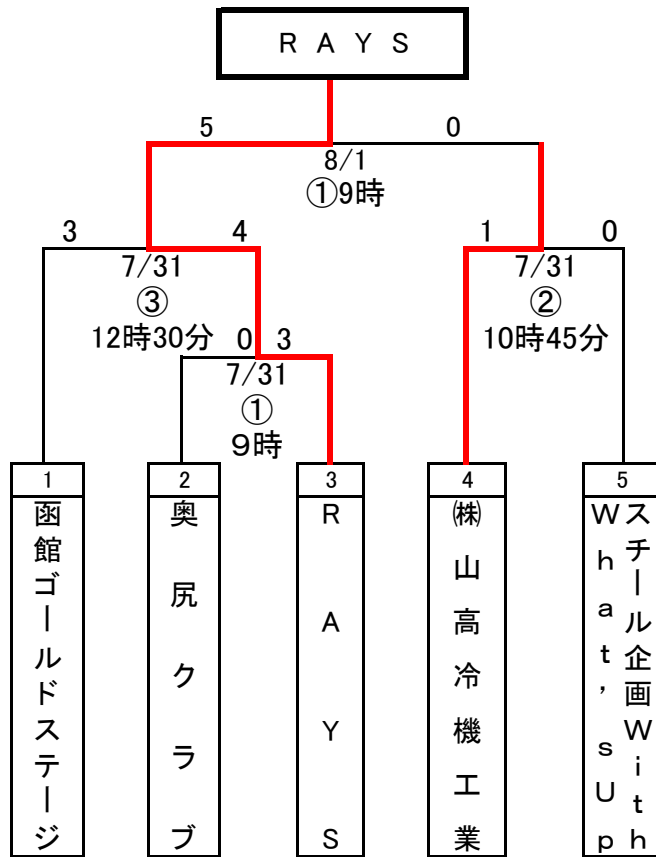 RAYS
5 0
8/1
①9時
3 4 1 0
7/31
③
12時30分
7/31
②
10時45分
0 3
7/31
①
9時
1
函館ゴールドステージ
2
奥尻クラブ
3
RAYS
4
㈱山高冷機工業
5
スチール企画With
What’sUp